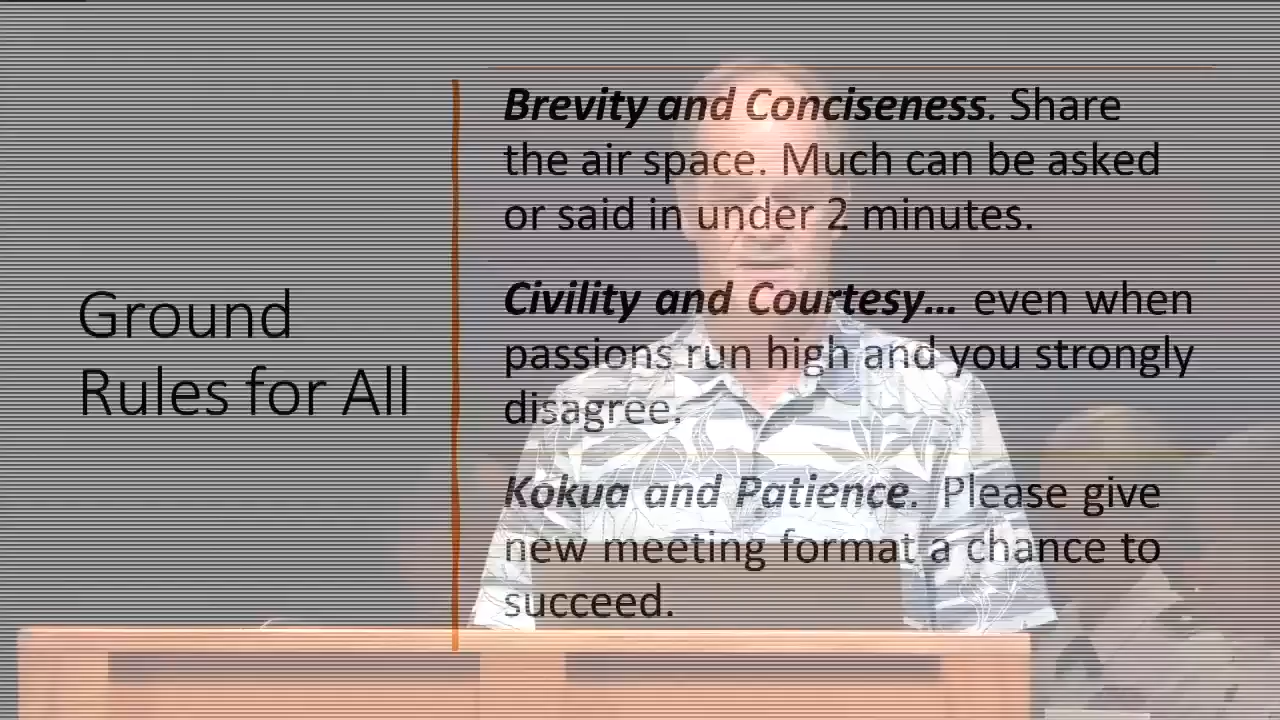 Ground
Rules for All
Brevity and Conciseness. Share
the air space. Much can be asked
or said in under 2 minutes.
Civility and Courtesy... even when
passions run high and you strongly
disagree.
Kokua and Patience. Please give
new meeting format a chance to
succeed.